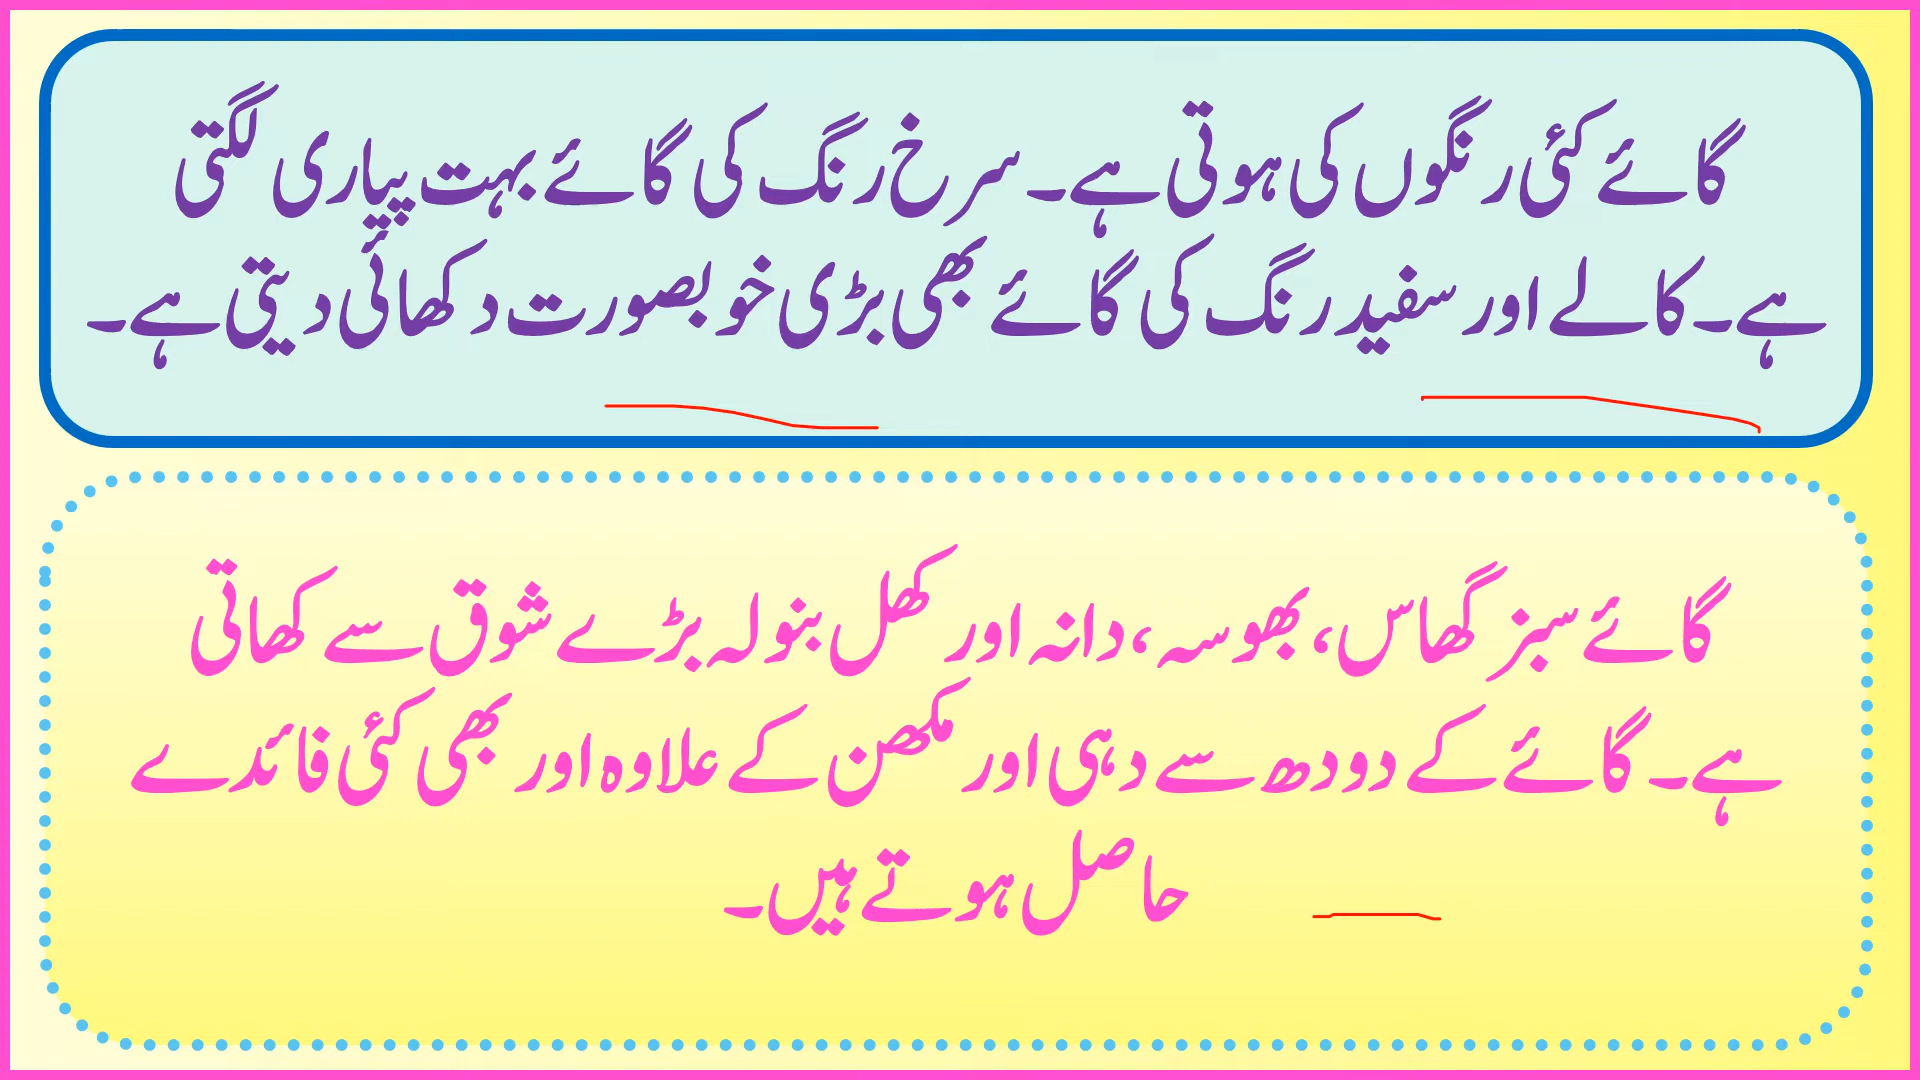 گائے کئی رنگوں کی ہوتی ہے۔ سرخ رنگ کی گائے بہت پیاری لگتی
ہے۔ کالے اور سفید رنگ کی گائے بھی بڑی خوبصورت دکھائی دیتی ہے۔
گائے سبز گھاس، بھوسہ، دانہ اور کھل بنولہ بڑے شوق سے کھاتی
ہے۔ گائے کے دودھ سے دہی اور مکھن کے علاوہ اور بھی کئی فائدے
حاصل ہوتے ہیں۔